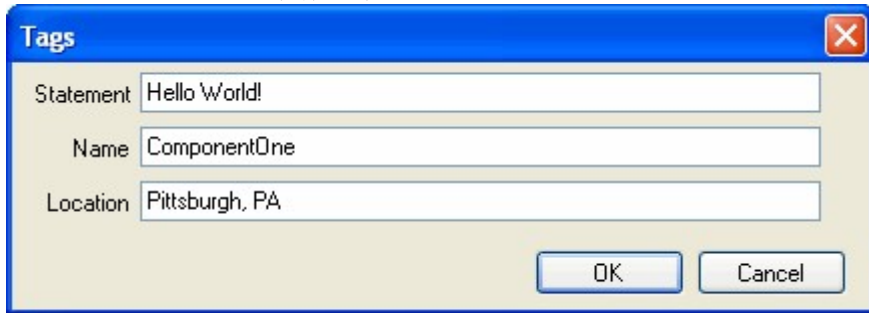 Tags
Statement Hello World!
Name ComponentOne
Location Pittsburgh, PA
OK Cancel